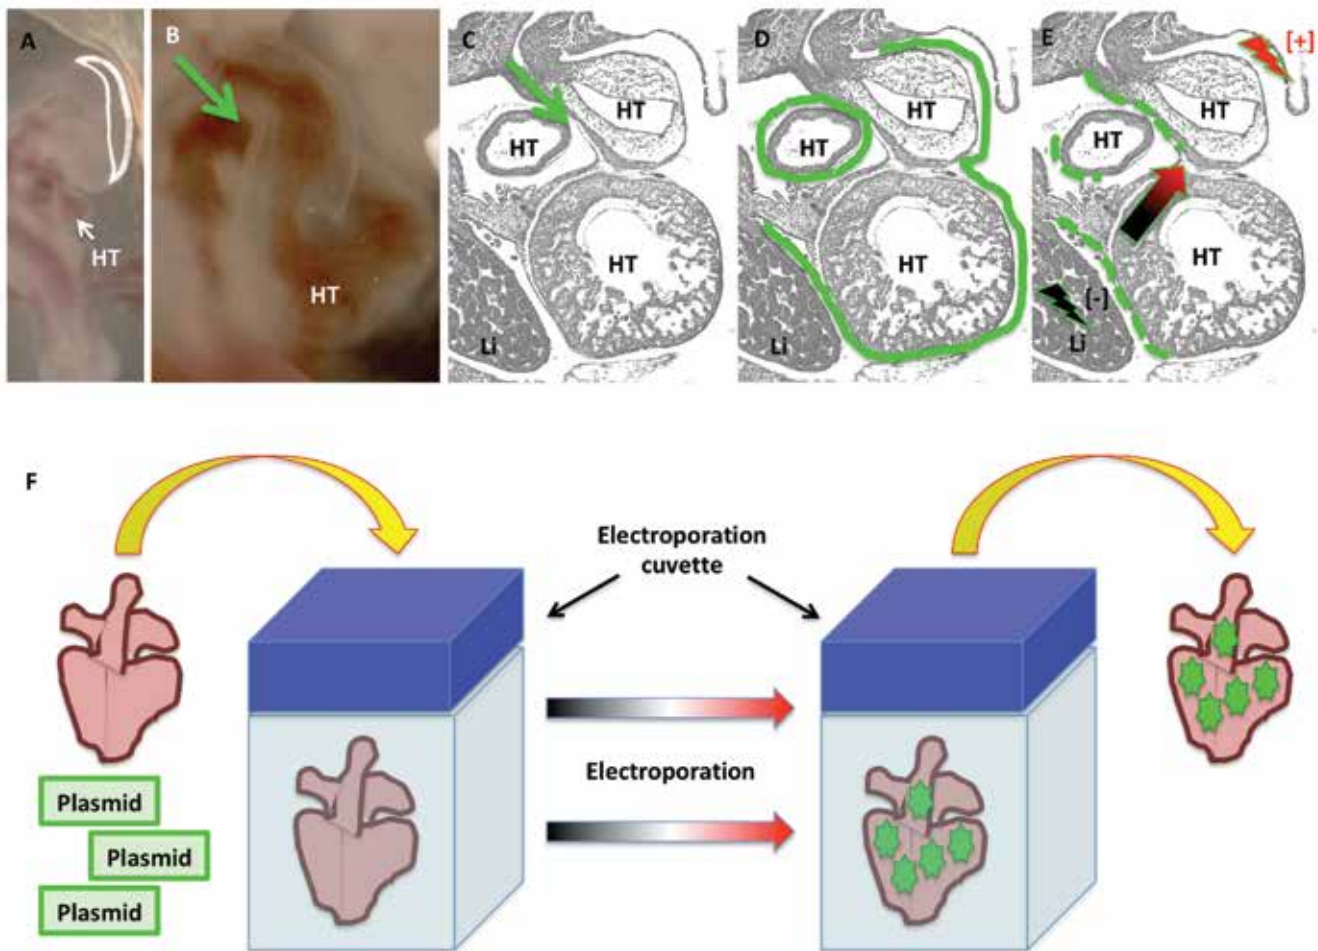 A
HT
B
HT
C
HT
HT
HT
Li
D
HT
HT
HT
Li
E
[+]
HT
HT
HT
[-]
Li
F
Electroporation
cuvette
Electroporation
Plasmid
Plasmid
Plasmid